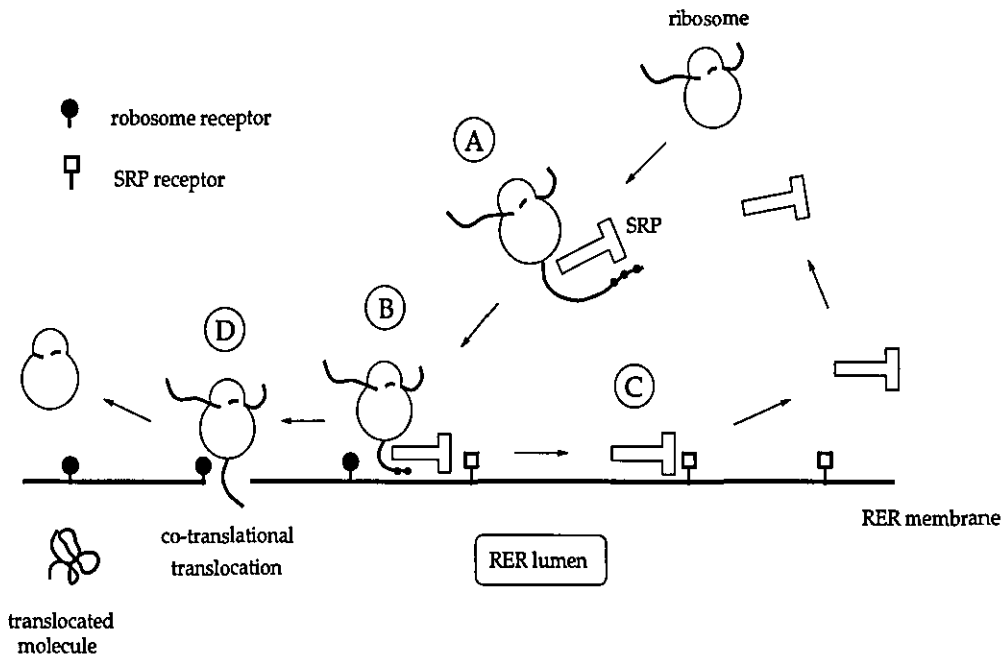 ribosome
robosome receptor
A
SRP receptor
SRP
B
D
C
RER membrane
co-translational
translocation
RER lumen
translocated
molecule